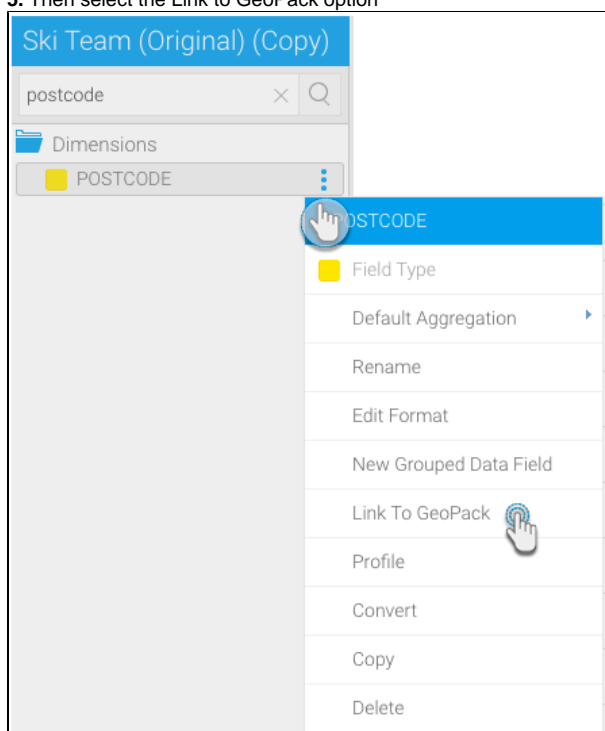 3. Then select the Link to GeoPack option
Ski Team (Original) (Copy)
postcode
Dimensions
POSTCODE
POSTCODE
Field Type
Default Aggregation
Rename
Edit Format
New Grouped Data Field
Link To GeoPack
Profile
Convert
Copy
Delete